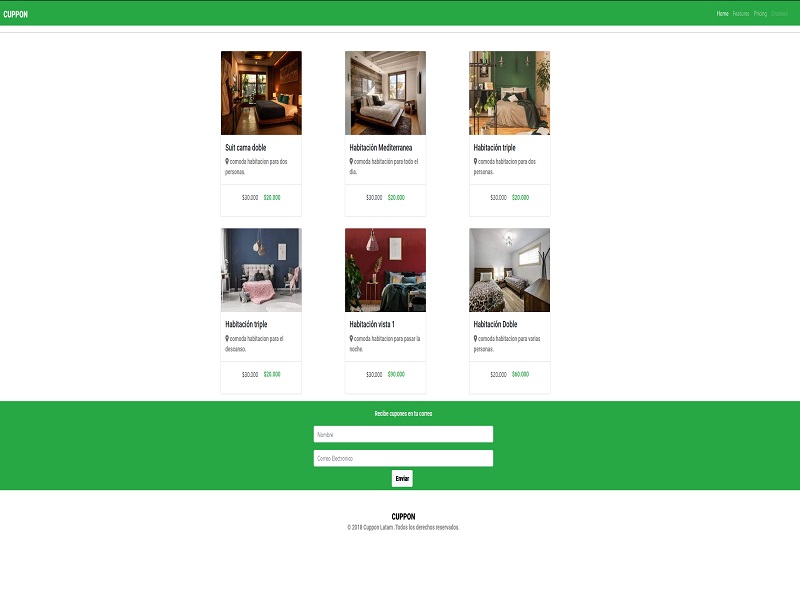 CUPPON
Home Features Pricing Disabled
Suit cama doble
comoda habitacion para dos
personas.
$30.000 $20.000
Habitación Mediterranea
comoda habitación para todo el
dia.
$30.000 $20.000
Habitación triple
comoda habitacion para dos
personas.
$30.000 $20.000
Habitación triple
comoda habitacion para el
descanso.
$30.000 $20.000
Habitación vista 1
comoda habitacion para pasar la
noche.
$30.000 $90.000
Habitación Doble
comoda habitacion para varias
personas.
$20.000 $60.000
Recibe cupones en tu correo
Nombre
Correo Electronico
Enviar
CUPPON
© 2018 Cuppon Latam .Todos los derechos reservados.